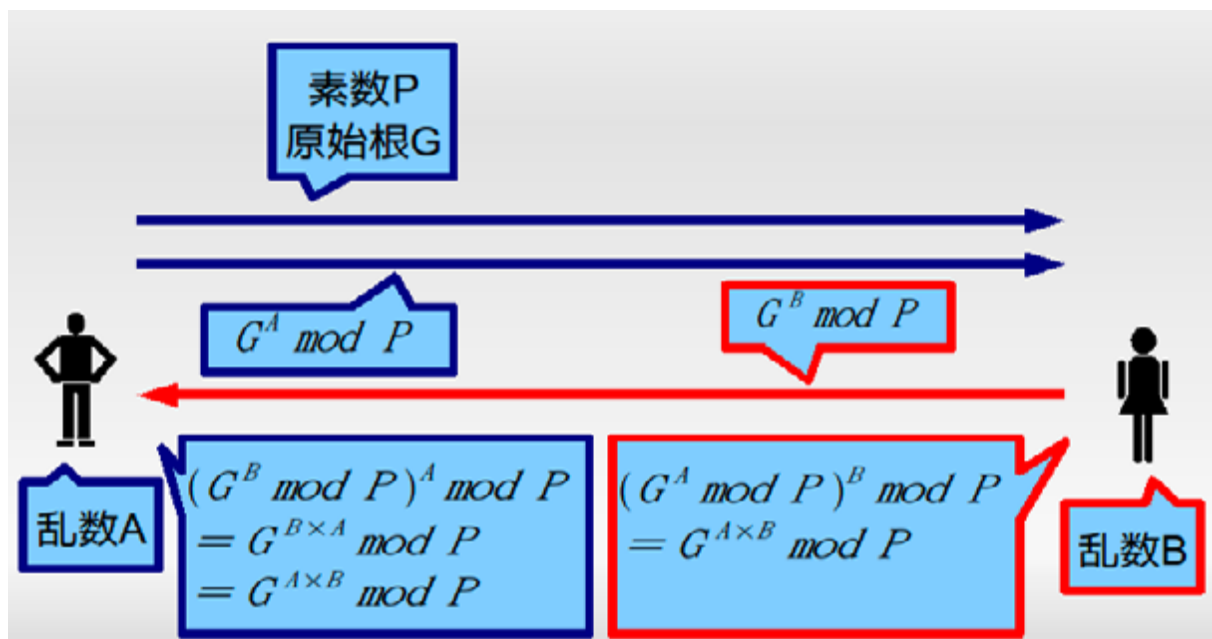 素数P
原始根G
G^A mod P
G^B mod P
(G^B mod P)^A mod P
= G^{B×A} mod P
= G^{A×B} mod P
(G^A mod P)^B mod P
= G^{A×B} mod P
乱数A
乱数B